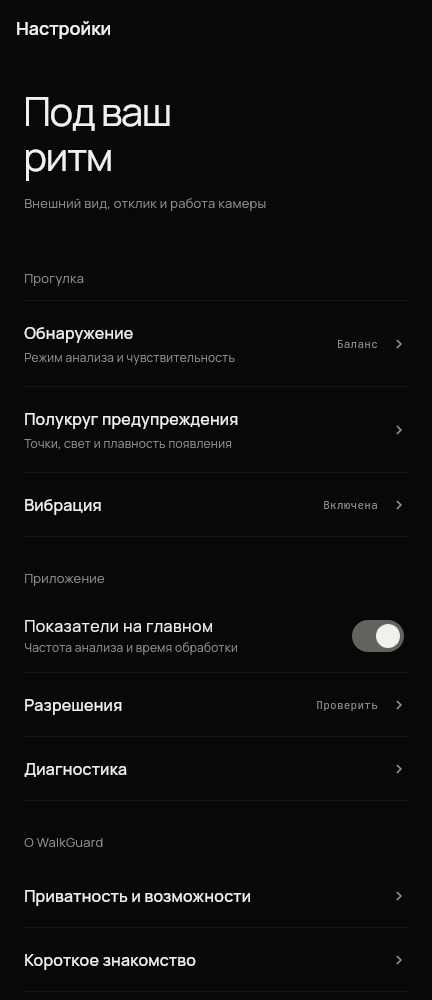 Настройки
Под ваш
ритм
Внешний вид, отклик и работа камеры
Прогулка
Обнаружение
Режим анализа и чувствительность
Баланс
Полукруг предупреждения
Точки, свет и плавность появления
Вибрация
Включена
Приложение
Показатели на главном
Частота анализа и время обработки
Разрешения
Проверить
Диагностика
О WalkGuard
Приватность и возможности
Короткое знакомство